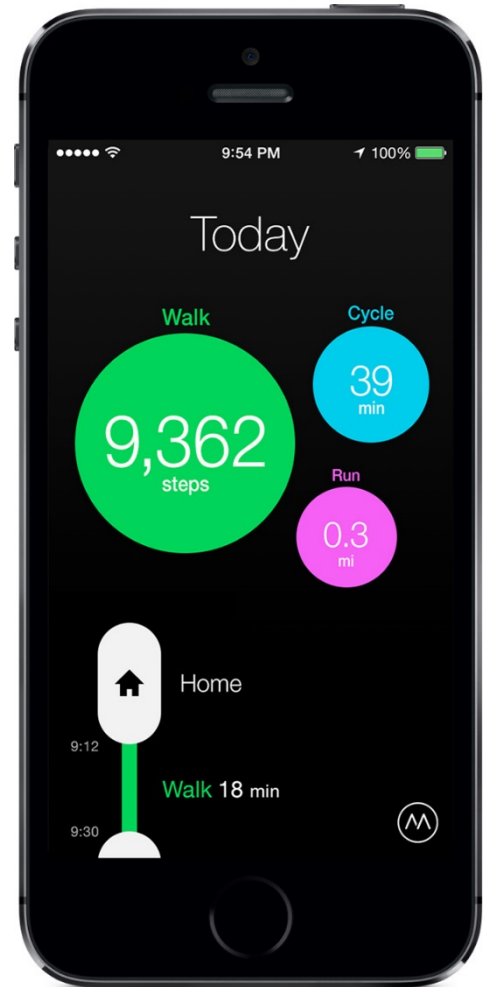 9:54 PM
100%
Today
Walk
9,362
steps
Cycle
39
min
Run
0.3
mi
Home
9:12
Walk 18 min
9:30